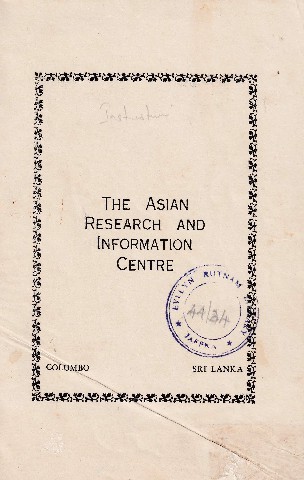 THE ASIAN
RESEARCH AND
INFORMATION
CENTRE
EVELYN RUTNAM
JAFFNA
COLOMBO
SRI LANKA